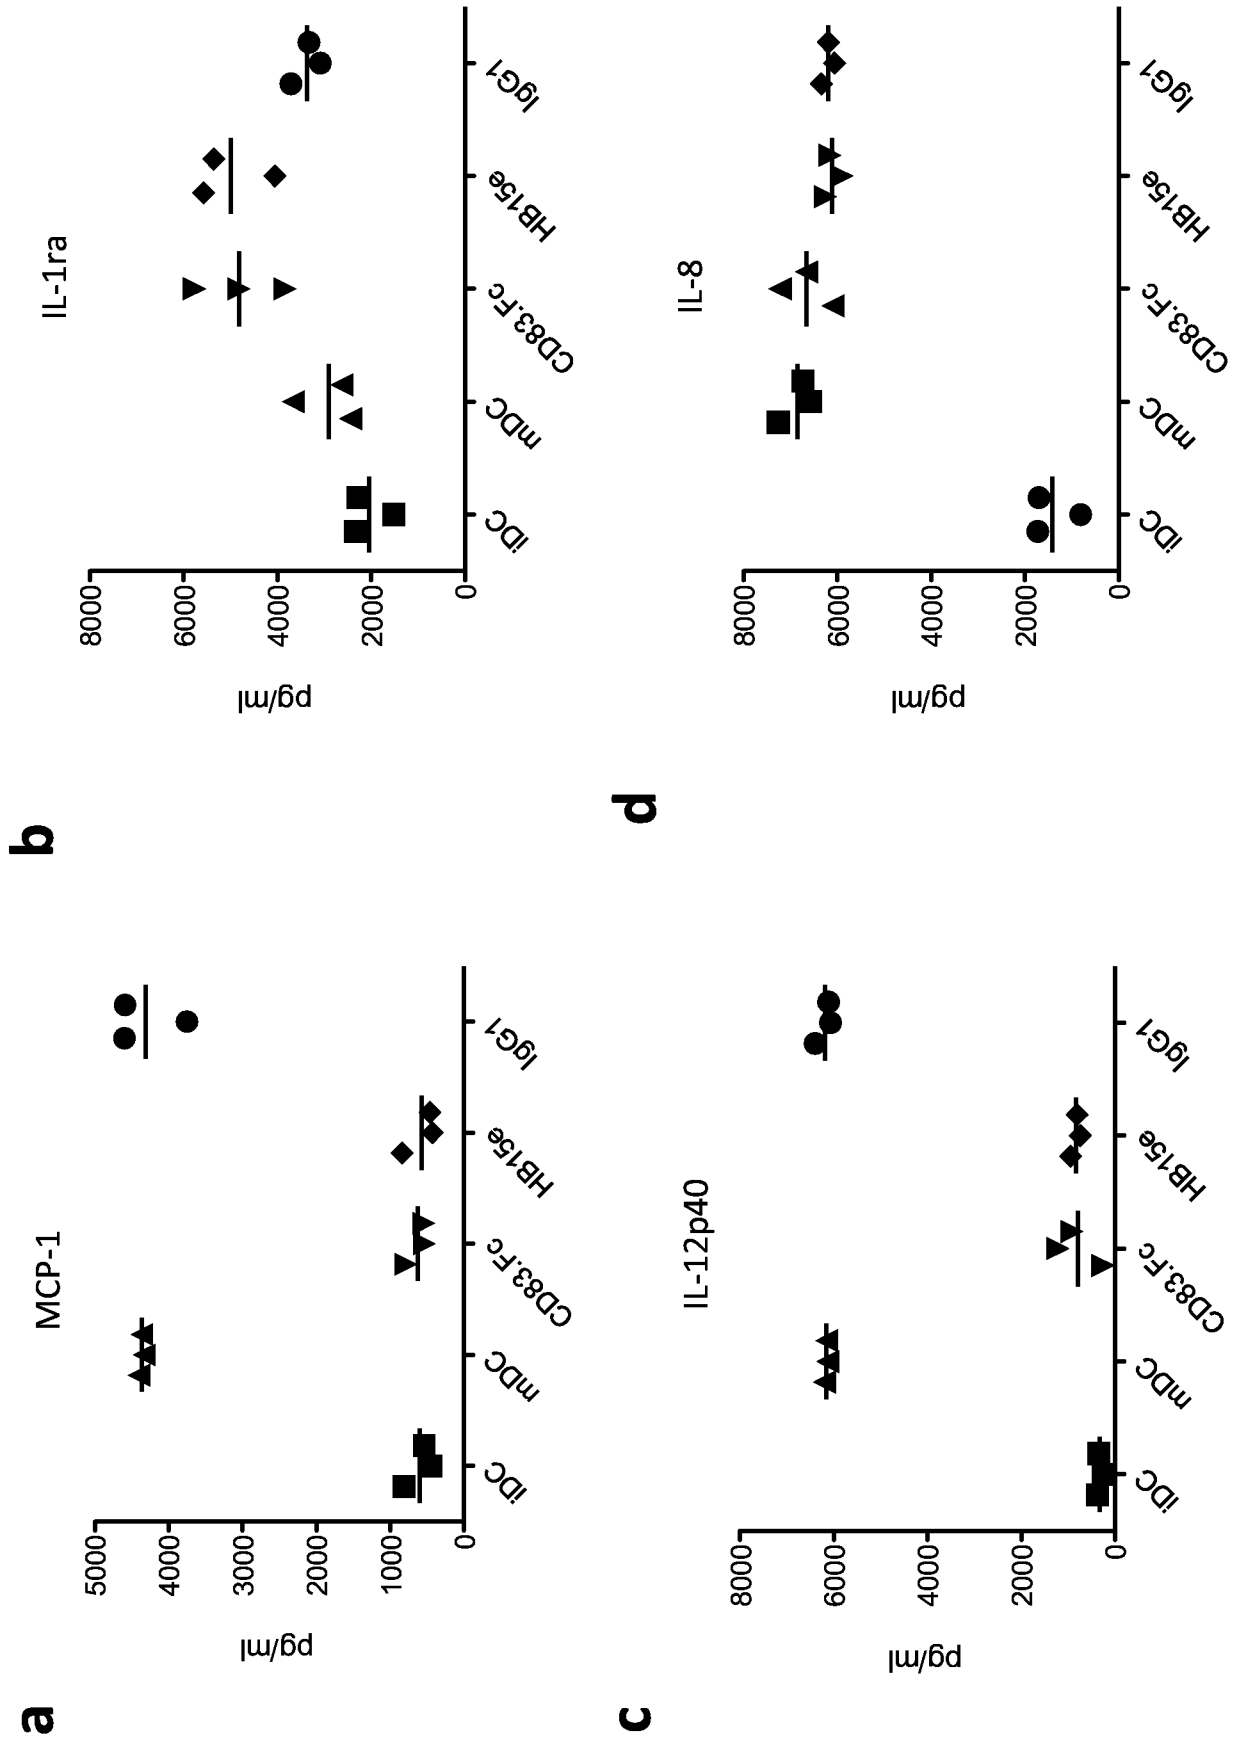 a
MCP-1
pg/ml
5000
4000
3000
2000
1000
0
iDC
mDC
CD83.Fc
HB15e
IgG1
b
IL-1ra
pg/ml
8000
6000
4000
2000
0
iDC
mDC
CD83.Fc
HB15e
IgG1
c
IL-12p40
pg/ml
8000
6000
4000
2000
0
iDC
mDC
CD83.Fc
HB15e
IgG1
d
IL-8
pg/ml
8000
6000
4000
2000
0
iDC
mDC
CD83.Fc
HB15e
IgG1